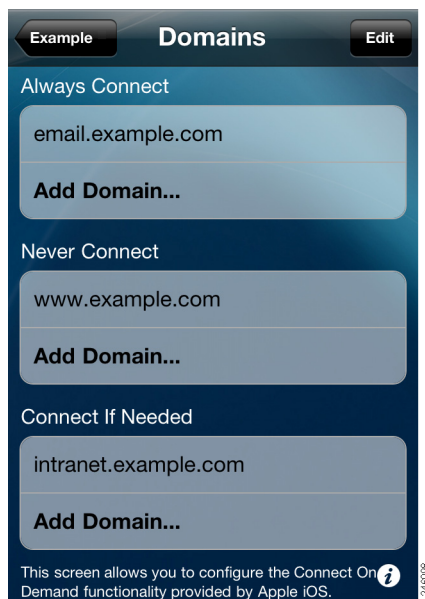 Example Domains Edit
Always Connect
email.example.com
Add Domain...
Never Connect
www.example.com
Add Domain...
Connect If Needed
intranet.example.com
Add Domain...
This screen allows you to configure the Connect On
Demand functionality provided by Apple iOS.